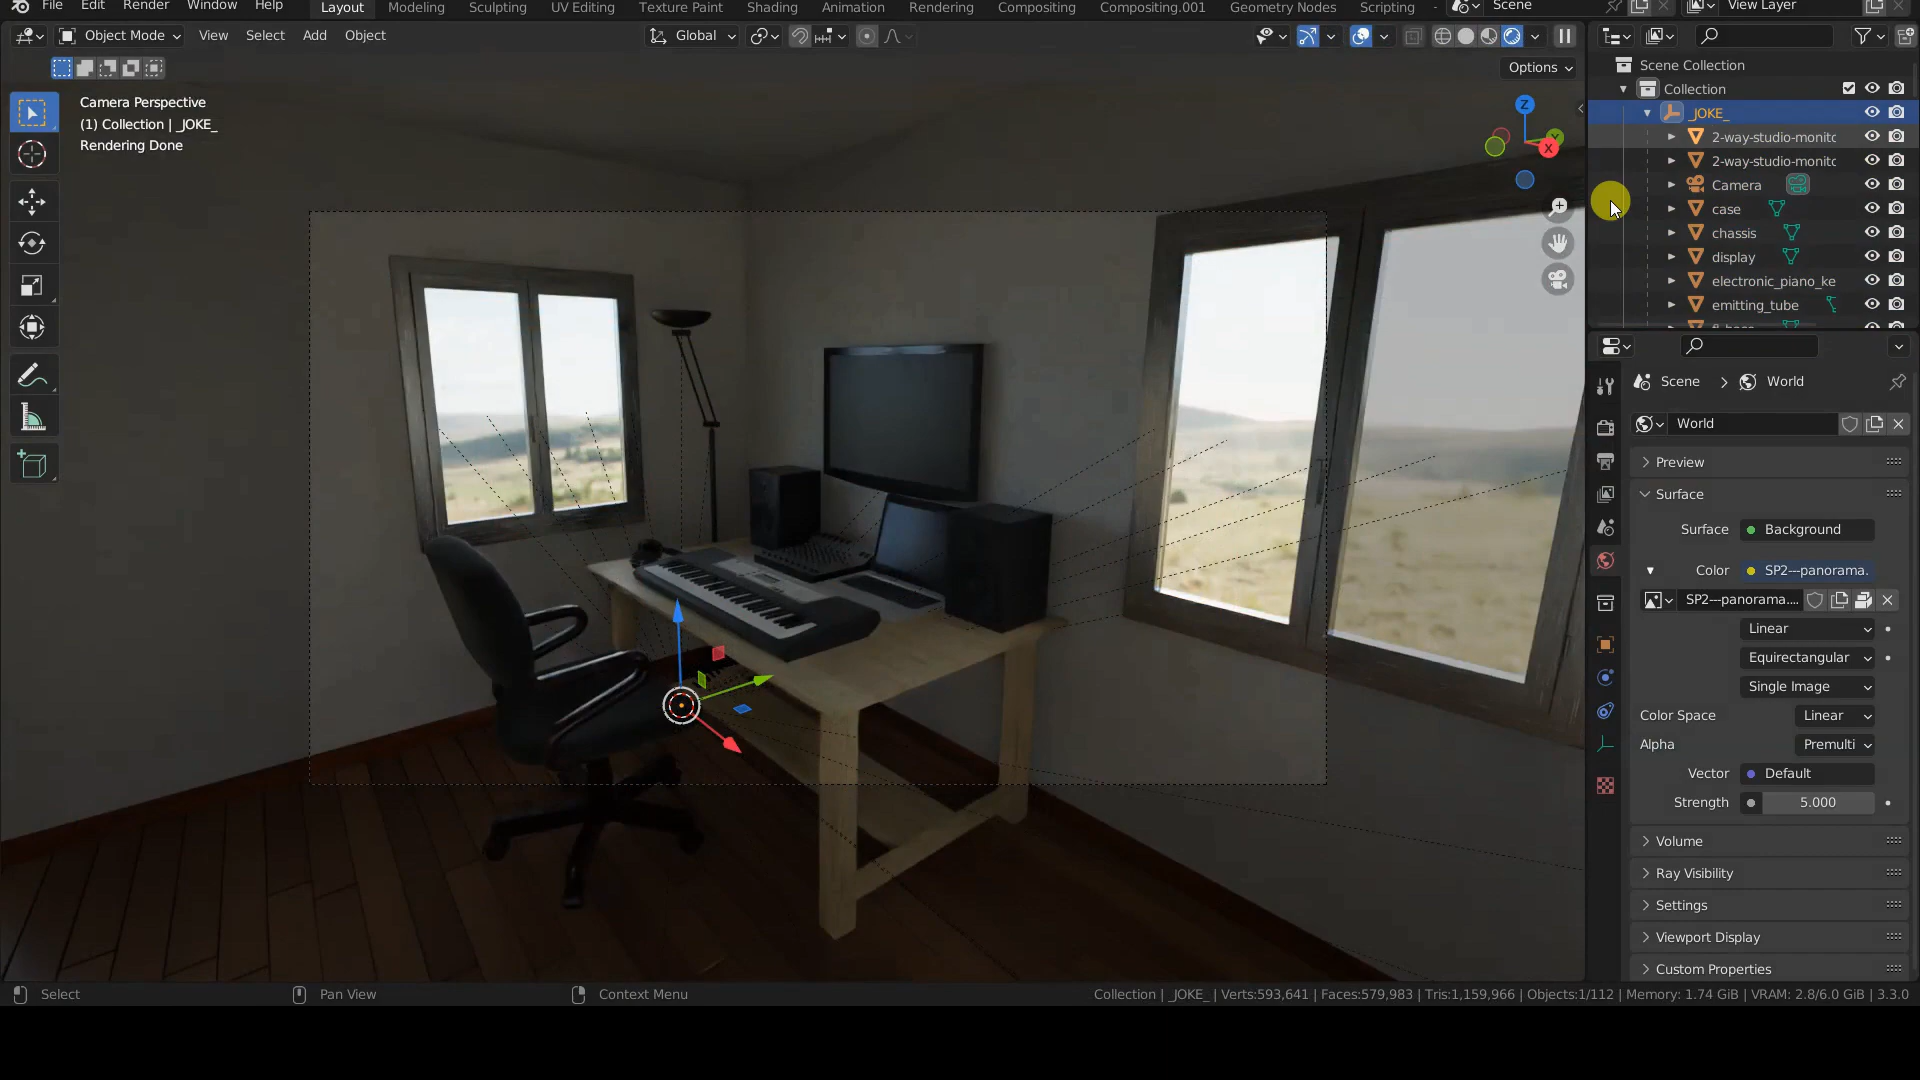 File Edit Render Window Help Layout Modeling Sculpting UV Editing Texture Paint Shading Animation Rendering Compositing Compositing.001 Geometry Nodes Scripting Scene View Layer
Object Mode View Select Add Object Global
Options
Camera Perspective
(1) Collection | _JOKE_
Rendering Done
Z
X
Scene Collection
Collection
_JOKE_
2-way-studio-monito
2-way-studio-monito
Camera
case
chassis
display
electronic_piano_ke
emitting_tube
Scene > World
World
Preview
Surface
Surface Background
Color SP2---panorama.
SP2---panorama....
Linear
Equirectangular
Single Image
Color Space Linear
Alpha Premulti
Vector Default
Strength 5.000
Volume
Ray Visibility
Settings
Viewport Display
Custom Properties
Select Pan View Context Menu Collection | _JOKE_ | Verts:593,641 | Faces:579,983 | Tris:1,159,966 | Objects:1/112 | Memory: 1.74 GiB | VRAM: 2.8/6.0 GiB | 3.3.0